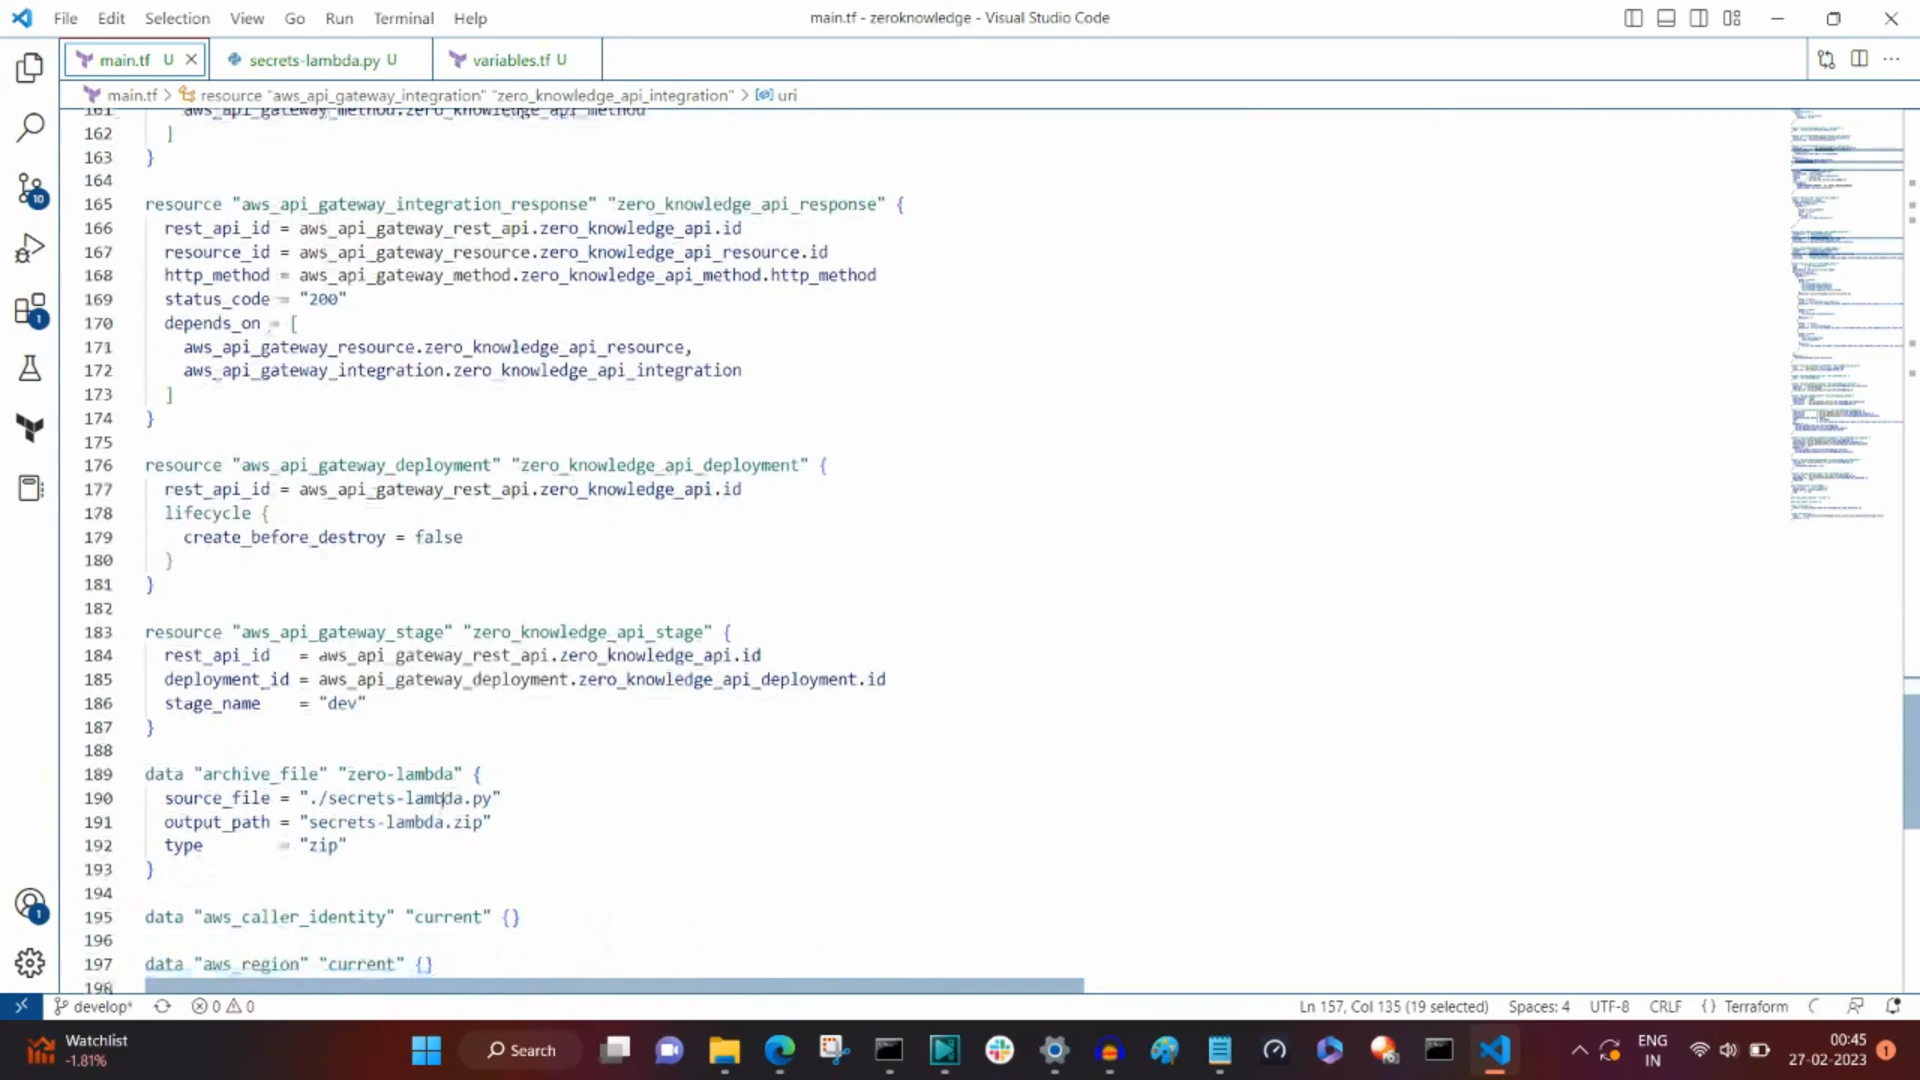 File Edit Selection View Go Run Terminal Help main.tf - zeroknowledge - Visual Studio Code
main.tf U secrets-lambda.py U variables.tf U
main.tf > resource "aws_api_gateway_integration" "zero_knowledge_api_integration" > uri
161 aws_api_gateway_method.zero_knowledge_api_method
162 ]
163 }
164
165 resource "aws_api_gateway_integration_response" "zero_knowledge_api_response" {
166 rest_api_id = aws_api_gateway_rest_api.zero_knowledge_api.id
167 resource_id = aws_api_gateway_resource.zero_knowledge_api_resource.id
168 http_method = aws_api_gateway_method.zero_knowledge_api_method.http_method
169 status_code = "200"
170 depends_on = [
171 aws_api_gateway_resource.zero_knowledge_api_resource,
172 aws_api_gateway_integration.zero_knowledge_api_integration
173 ]
174 }
175
176 resource "aws_api_gateway_deployment" "zero_knowledge_api_deployment" {
177 rest_api_id = aws_api_gateway_rest_api.zero_knowledge_api.id
178 lifecycle {
179 create_before_destroy = false
180 }
181 }
182
183 resource "aws_api_gateway_stage" "zero_knowledge_api_stage" {
184 rest_api_id = aws_api_gateway_rest_api.zero_knowledge_api.id
185 deployment_id = aws_api_gateway_deployment.zero_knowledge_api_deployment.id
186 stage_name = "dev"
187 }
188
189 data "archive_file" "zero-lambda" {
190 source_file = "./secrets-lambda.py"
191 output_path = "secrets-lambda.zip"
192 type = "zip"
193 }
194
195 data "aws_caller_identity" "current" {}
196
197 data "aws_region" "current" {}
198
10
1
1
develop* 0 0 Ln 157, Col 135 (19 selected) Spaces: 4 UTF-8 CRLF {} Terraform
Watchlist
-1.81%
Search
ENG
IN
00:45
27-02-2023
1